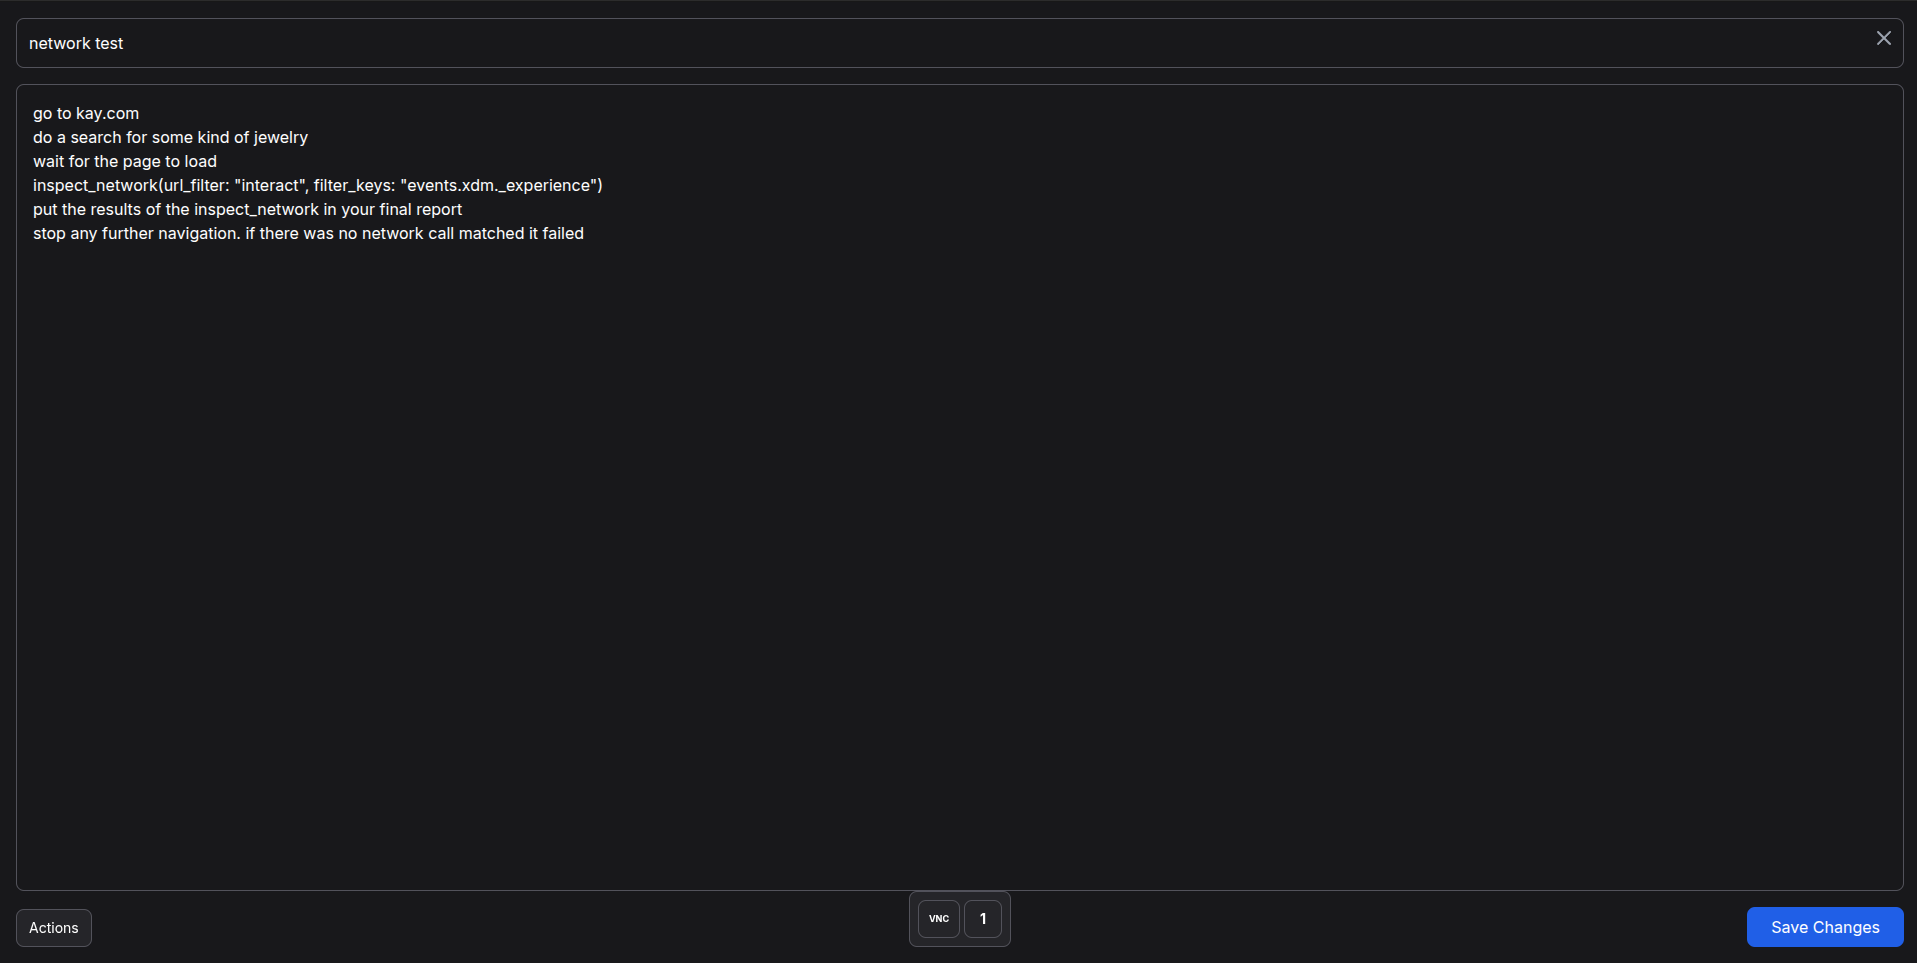 network test
go to kay.com
do a search for some kind of jewelry
wait for the page to load
inspect_network(url_filter: "interact", filter_keys: "events.xdm._experience")
put the results of the inspect_network in your final report
stop any further navigation. if there was no network call matched it failed
Actions
VNC
1
Save Changes